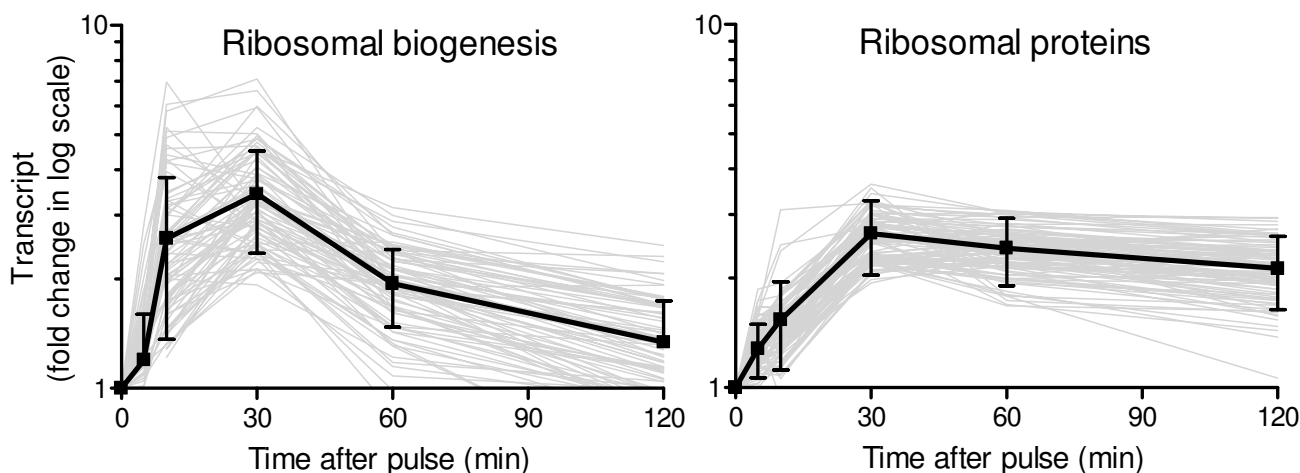 Ribosomal biogenesis
Transcript
(fold change in log scale)
10
1
0 30 60 90 120
Time after pulse (min)
Ribosomal proteins
10
1
0 30 60 90 120
Time after pulse (min)